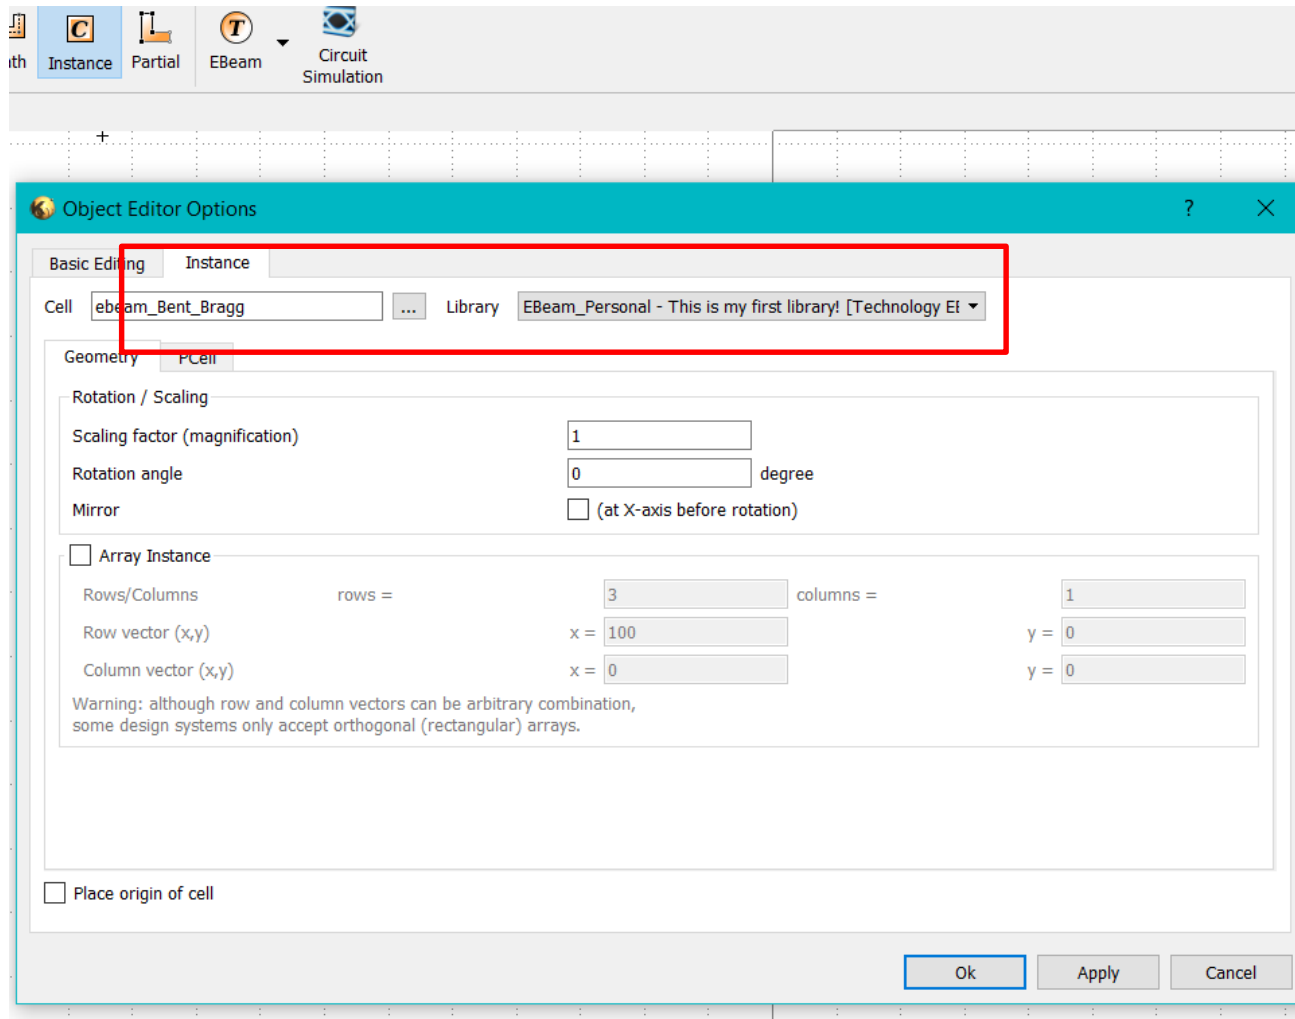 C
T
th Instance Partial EBeam Circuit
Simulation
Object Editor Options ?
Basic Editing Instance
Cell ebeam_Bent_Bragg ... Library EBeam_Personal - This is my first library! [Technology EE
Geometry PCell
Rotation / Scaling
Scaling factor (magnification) 1
Rotation angle 0 degree
Mirror (at X-axis before rotation)
Array Instance
Rows/Columns rows = 3 columns = 1
Row vector (x,y) x = 100 y = 0
Column vector (x,y) x = 0 y = 0
Warning: although row and column vectors can be arbitrary combination,
some design systems only accept orthogonal (rectangular) arrays.
Place origin of cell
Ok Apply Cancel